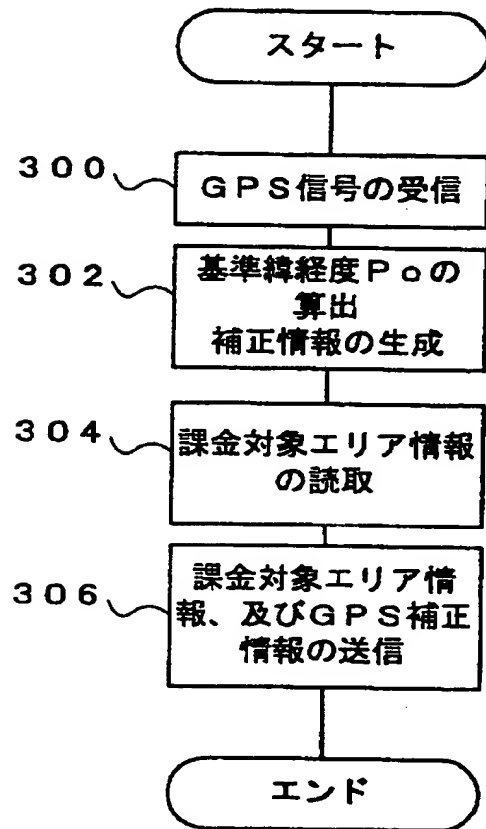 スタート
300
GPS信号の受信
302
基準緯経度Poの
算出
補正情報の生成
304
課金対象エリア情報
の読取
306
課金対象エリア情
報、及びGPS補正
情報の送信
エンド